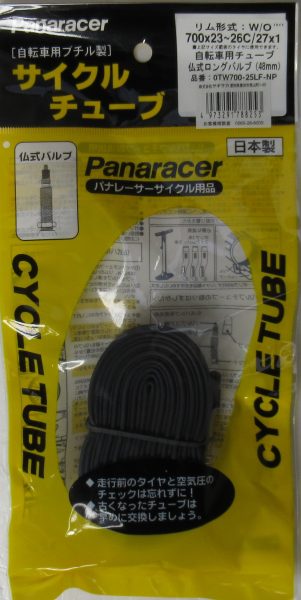 Panaracer
[自転車用ブチル製]
サイクル
チューブ
リム形式：W/O
700x23~26C/27x1
自転車用チューブ
仏式ロングバルブ（48mm）
品番：0TW700-25LF-NP
4973291788255
仏式バルブ
日本製
Panaracer
パナレーサーサイクル用品
CYCLE TUBE
CYCLE TUBE
◆走行前のタイヤと空気圧の
チェックは忘れずに！
◆古くなったチューブは
早めに交換しましょう。